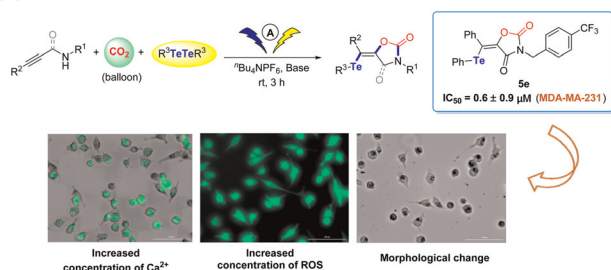 O
R²
N
H
R¹
+
CO₂
(balloon)
+
R³TeTeR³
A
ⁿBu₄NPF₆, Base
rt, 3 h
R²
R³-Te
O
O
O
N
R¹
Ph
Ph
Te
O
O
O
N
CF₃
5e
IC₅₀ = 0.6 ± 0.9 µM (MDA-MA-231)
Increased
concentration of Ca²⁺
Increased
concentration of ROS
Morphological change